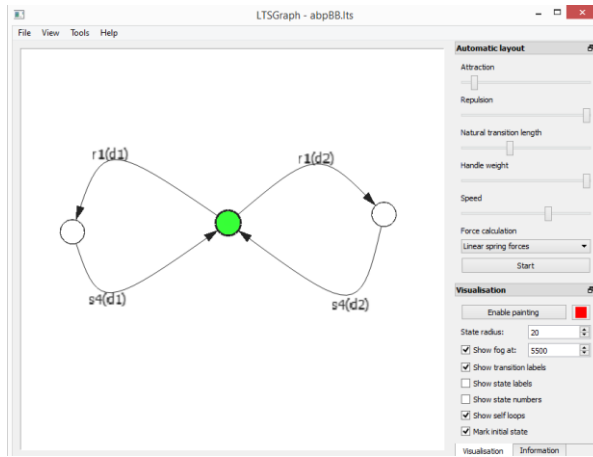 LTSGraph - abpBB.lts
File View Tools Help
Automatic layout
Attraction
Repulsion
Natural transition length
Handle weight
Speed
Force calculation
Linear spring forces
Start
Visualisation
Enable painting
State radius: 20
Show fog at: 5500
Show transition labels
Show state labels
Show state numbers
Show self loops
Mark initial state
Visualisation Information
r1(d1)
r1(d2)
s4(d1)
s4(d2)